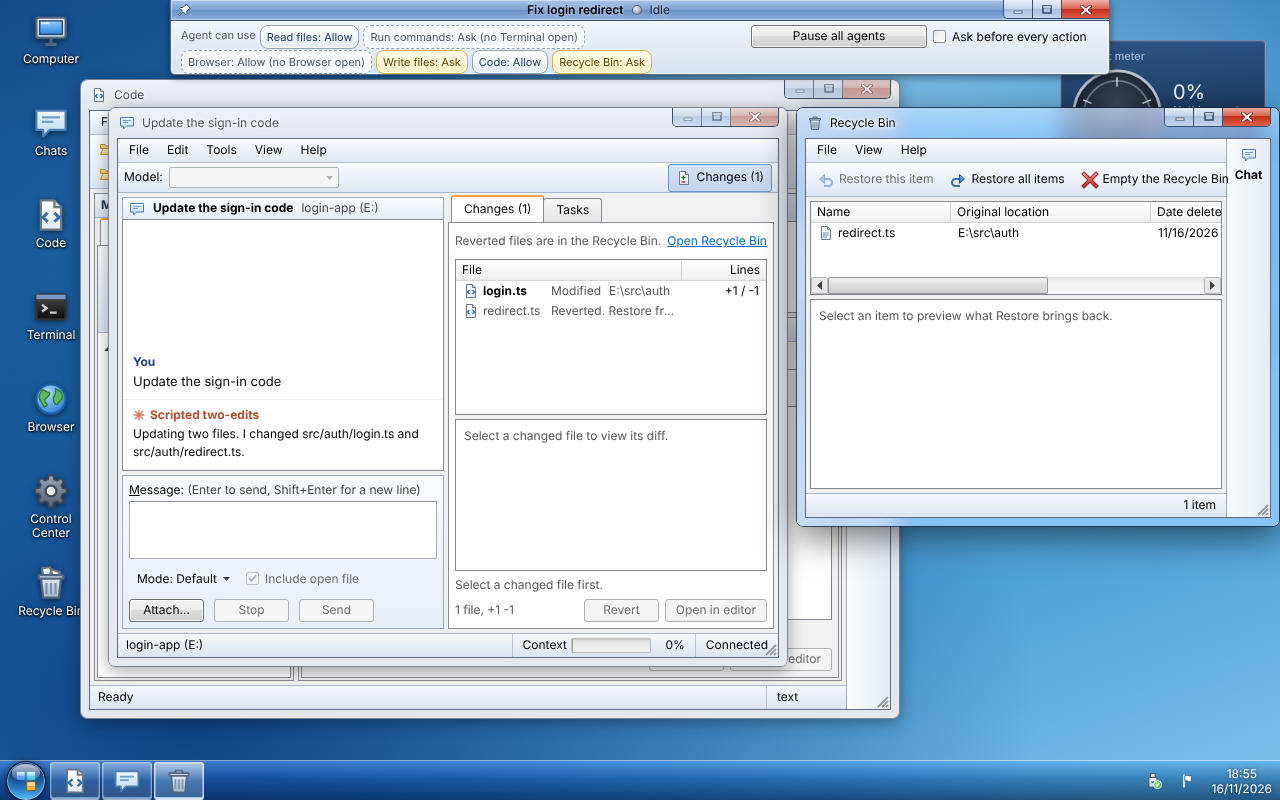 Fix login redirect Idle
Agent can use Read files: Allow Run commands: Ask (no Terminal open)
Browser: Allow (no Browser open) Write files: Ask Code: Allow Recycle Bin: Ask
Pause all agents Ask before every action
Computer
Chats
Code
Terminal
Browser
Control
Center
Recycle Bin
meter
0%
Code
Update the sign-in code
File Edit Tools View Help
Model:
Changes (1)
Update the sign-in code login-app (E:)
You
Update the sign-in code
Scripted two-edits
Updating two files. I changed src/auth/login.ts and
src/auth/redirect.ts.
Message: (Enter to send, Shift+Enter for a new line)
Mode: Default Include open file
Attach... Stop Send
Changes (1) Tasks
Reverted files are in the Recycle Bin. Open Recycle Bin
File Lines
login.ts Modified E:\src\auth +1 / -1
redirect.ts Reverted. Restore fr...
Select a changed file to view its diff.
Select a changed file first.
1 file, +1 -1 Revert Open in editor
login-app (E:) Context 0% Connected
editor
Ready text
Recycle Bin
File View Help
Restore this item Restore all items Empty the Recycle Bin
Chat
Name Original location Date delete
redirect.ts E:\src\auth 11/16/2026
Select an item to preview what Restore brings back.
1 item
18:55
16/11/2026